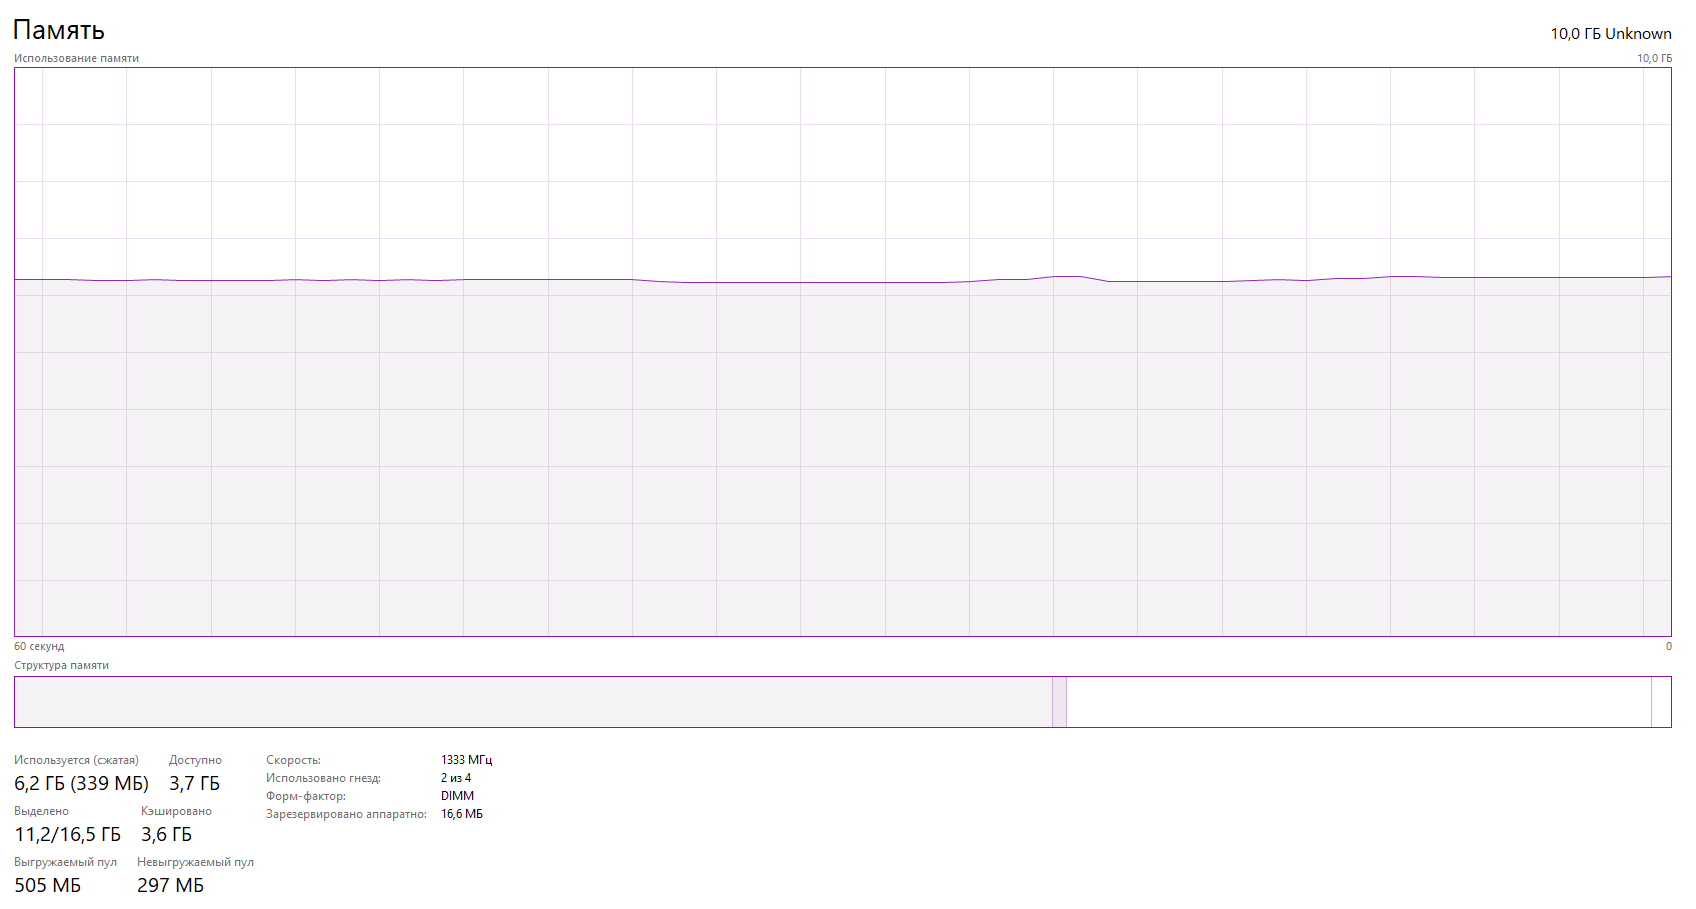 Память
10,0 ГБ Unknown
Использование памяти
10,0 ГБ
60 секунд
0
Структура памяти
Используется (сжатая)
6,2 ГБ (339 МБ)
Доступно
3,7 ГБ
Выделено
11,2/16,5 ГБ
Кэшировано
3,6 ГБ
Выгружаемый пул
505 МБ
Невыгружаемый пул
297 МБ
Скорость: 1333 МГц
Использовано гнезд: 2 из 4
Форм-фактор: DIMM
Зарезервировано аппаратно: 16,6 МБ